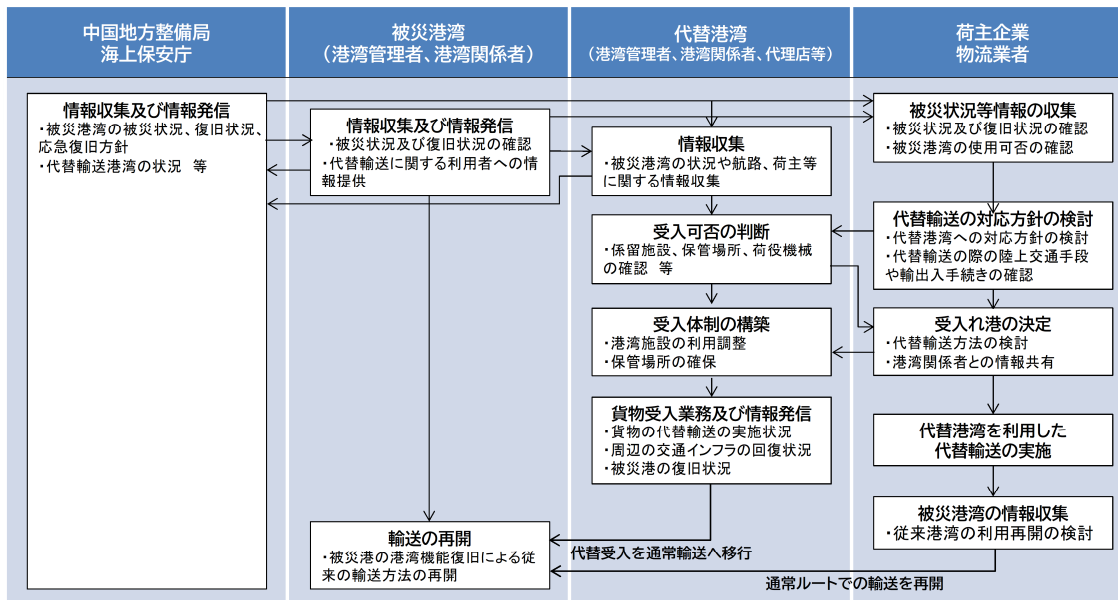 中国地方整備局
海上保安庁
被災港湾
（港湾管理者、港湾関係者）
代替港湾
（港湾管理者、港湾関係者、代理店等）
荷主企業
物流業者
情報収集及び情報発信
・被災港湾の被災状況、復旧状況、
応急復旧方針
・代替輸送港湾の状況 等
情報収集及び情報発信
・被災状況及び復旧状況の確認
・代替輸送に関する利用者への情
報提供
輸送の再開
・被災港の港湾機能復旧による従
来の輸送方法の再開
情報収集
・被災港湾の状況や航路、荷主等
に関する情報収集
受入可否の判断
・係留施設、保管場所、荷役機械
の確認 等
受入体制の構築
・港湾施設の利用調整
・保管場所の確保
貨物受入業務及び情報発信
・貨物の代替輸送の実施状況
・周辺の交通インフラの回復状況
・被災港の復旧状況
代替受入を通常輸送へ移行
被災状況等情報の収集
・被災状況及び復旧状況の確認
・被災港湾の使用可否の確認
代替輸送の対応方針の検討
・代替港湾への対応方針の検討
・代替輸送の際の陸上交通手段
や輸出入手続きの確認
受入れ港の決定
・代替輸送方法の検討
・港湾関係者との情報共有
代替港湾を利用した
代替輸送の実施
被災港湾の情報収集
・従来港湾の利用再開の検討
通常ルートでの輸送を再開